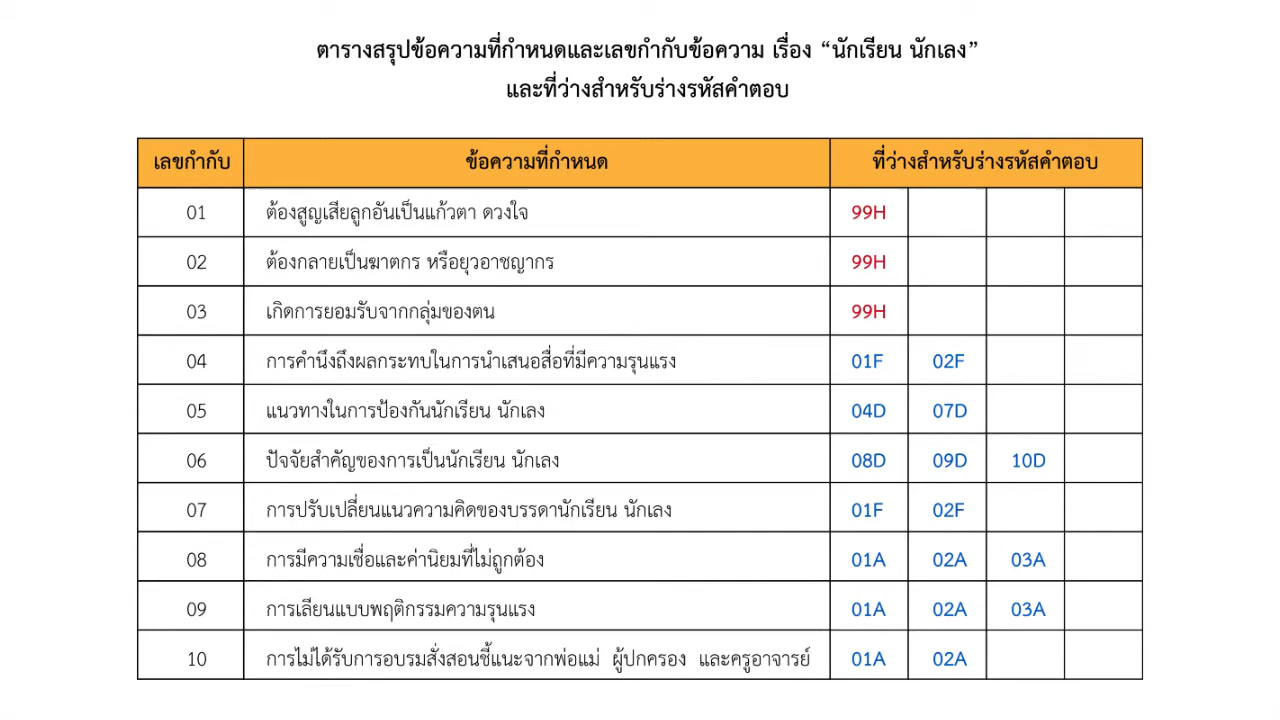 ตารางสรุปข้อความที่กำหนดและเลขกำกับข้อความ เรื่อง “นักเรียน นักเลง”
และที่ว่างสำหรับร่างรหัสคำตอบ
เลขกำกับ ข้อความที่กำหนด ที่ว่างสำหรับร่างรหัสคำตอบ
01 ต้องสูญเสียลูกอันเป็นแก้วตา ดวงใจ 99H
02 ต้องกลายเป็นฆาตกร หรือยุวอาชญากร 99H
03 เกิดการยอมรับจากกลุ่มของตน 99H
04 การคำนึงถึงผลกระทบในการนำเสนอสื่อที่มีความรุนแรง 01F 02F
05 แนวทางในการป้องกันนักเรียน นักเลง 04D 07D
06 ปัจจัยสำคัญของการเป็นนักเรียน นักเลง 08D 09D 10D
07 การปรับเปลี่ยนแนวความคิดของบรรดานักเรียน นักเลง 01F 02F
08 การมีความเชื่อและค่านิยมที่ไม่ถูกต้อง 01A 02A 03A
09 การเลียนแบบพฤติกรรมความรุนแรง 01A 02A 03A
10 การไม่ได้รับการอบรมสั่งสอนชี้แนะจากพ่อแม่ ผู้ปกครอง และครูอาจารย์ 01A 02A